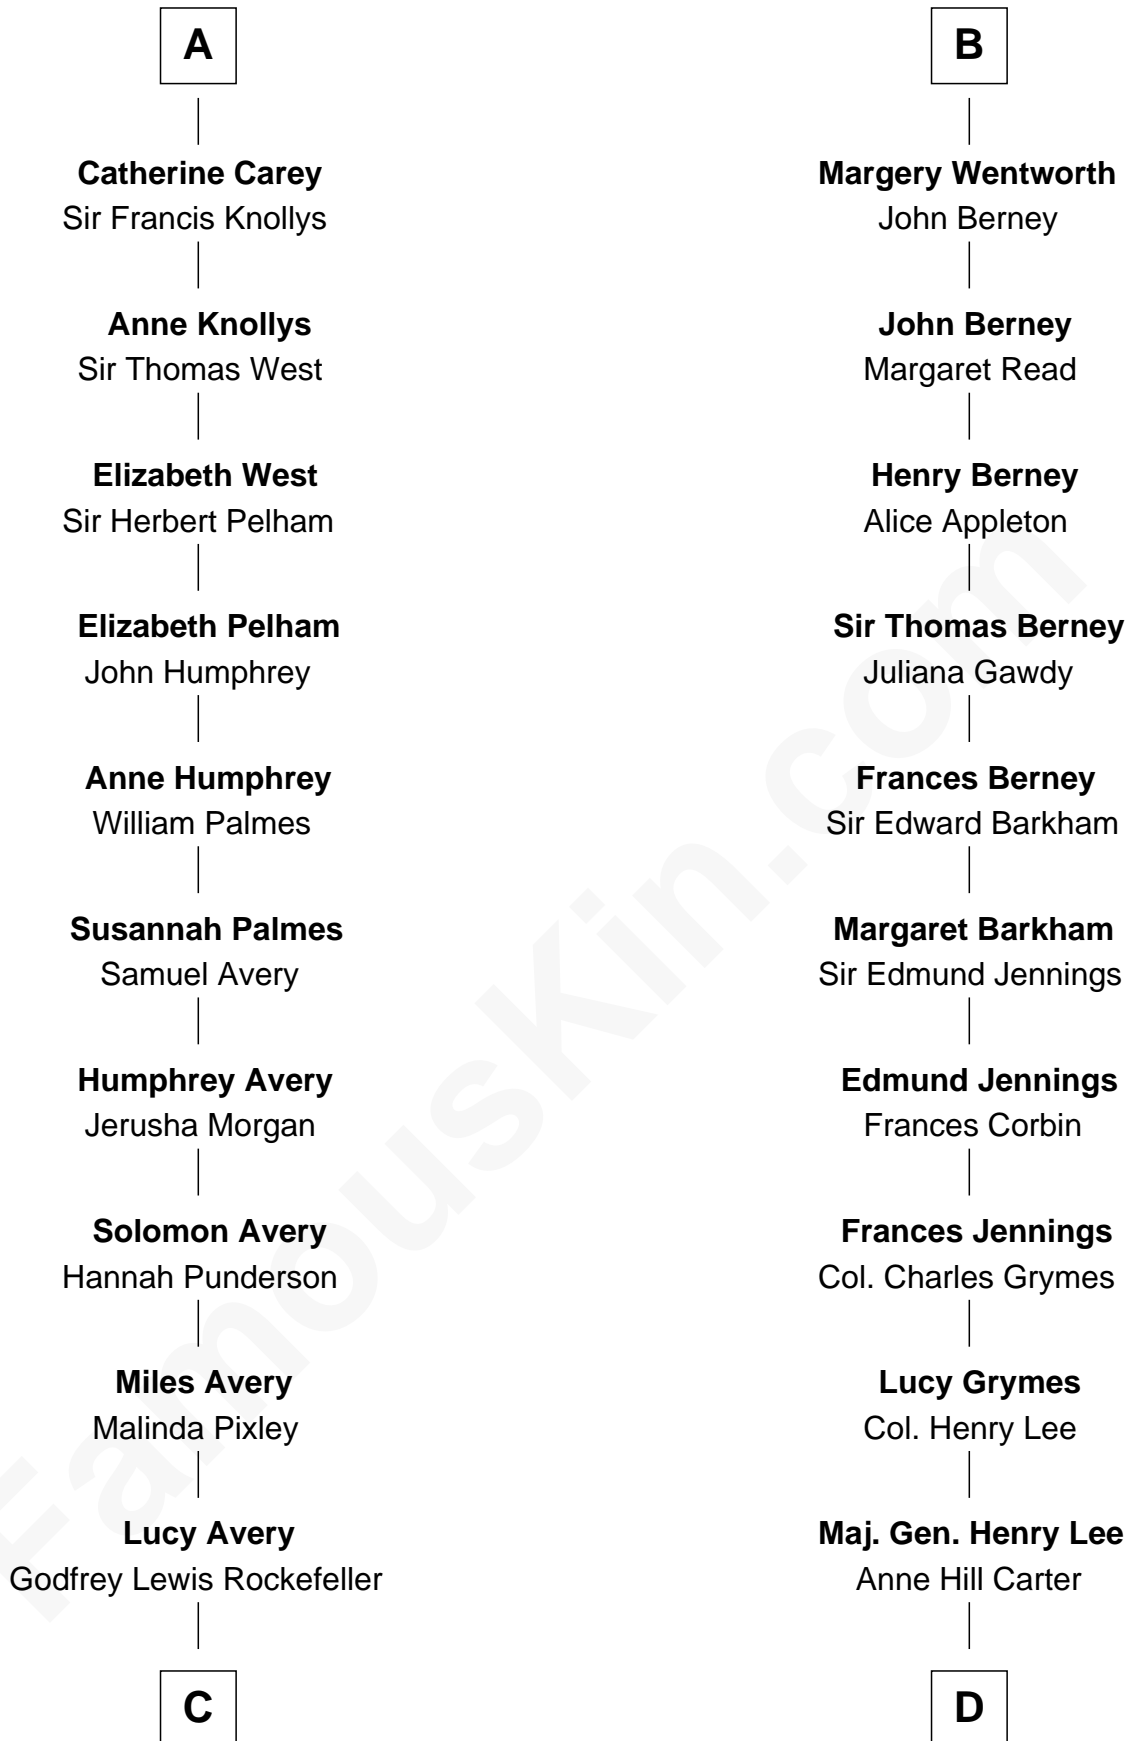 A
Catherine Carey
Sir Francis Knollys
Anne Knollys
Sir Thomas West
Elizabeth West
Sir Herbert Pelham
Elizabeth Pelham
John Humphrey
Anne Humphrey
William Palmes
Susannah Palmes
Samuel Avery
Humphrey Avery
Jerusha Morgan
Solomon Avery
Hannah Punderson
Miles Avery
Malinda Pixley
Lucy Avery
Godfrey Lewis Rockefeller
C
B
Margery Wentworth
John Berney
John Berney
Margaret Read
Henry Berney
Alice Appleton
Sir Thomas Berney
Juliana Gawdy
Frances Berney
Sir Edward Barkham
Margaret Barkham
Sir Edmund Jennings
Edmund Jennings
Frances Corbin
Frances Jennings
Col. Charles Grymes
Lucy Grymes
Col. Henry Lee
Maj. Gen. Henry Lee
Anne Hill Carter
D
FamousKin.com